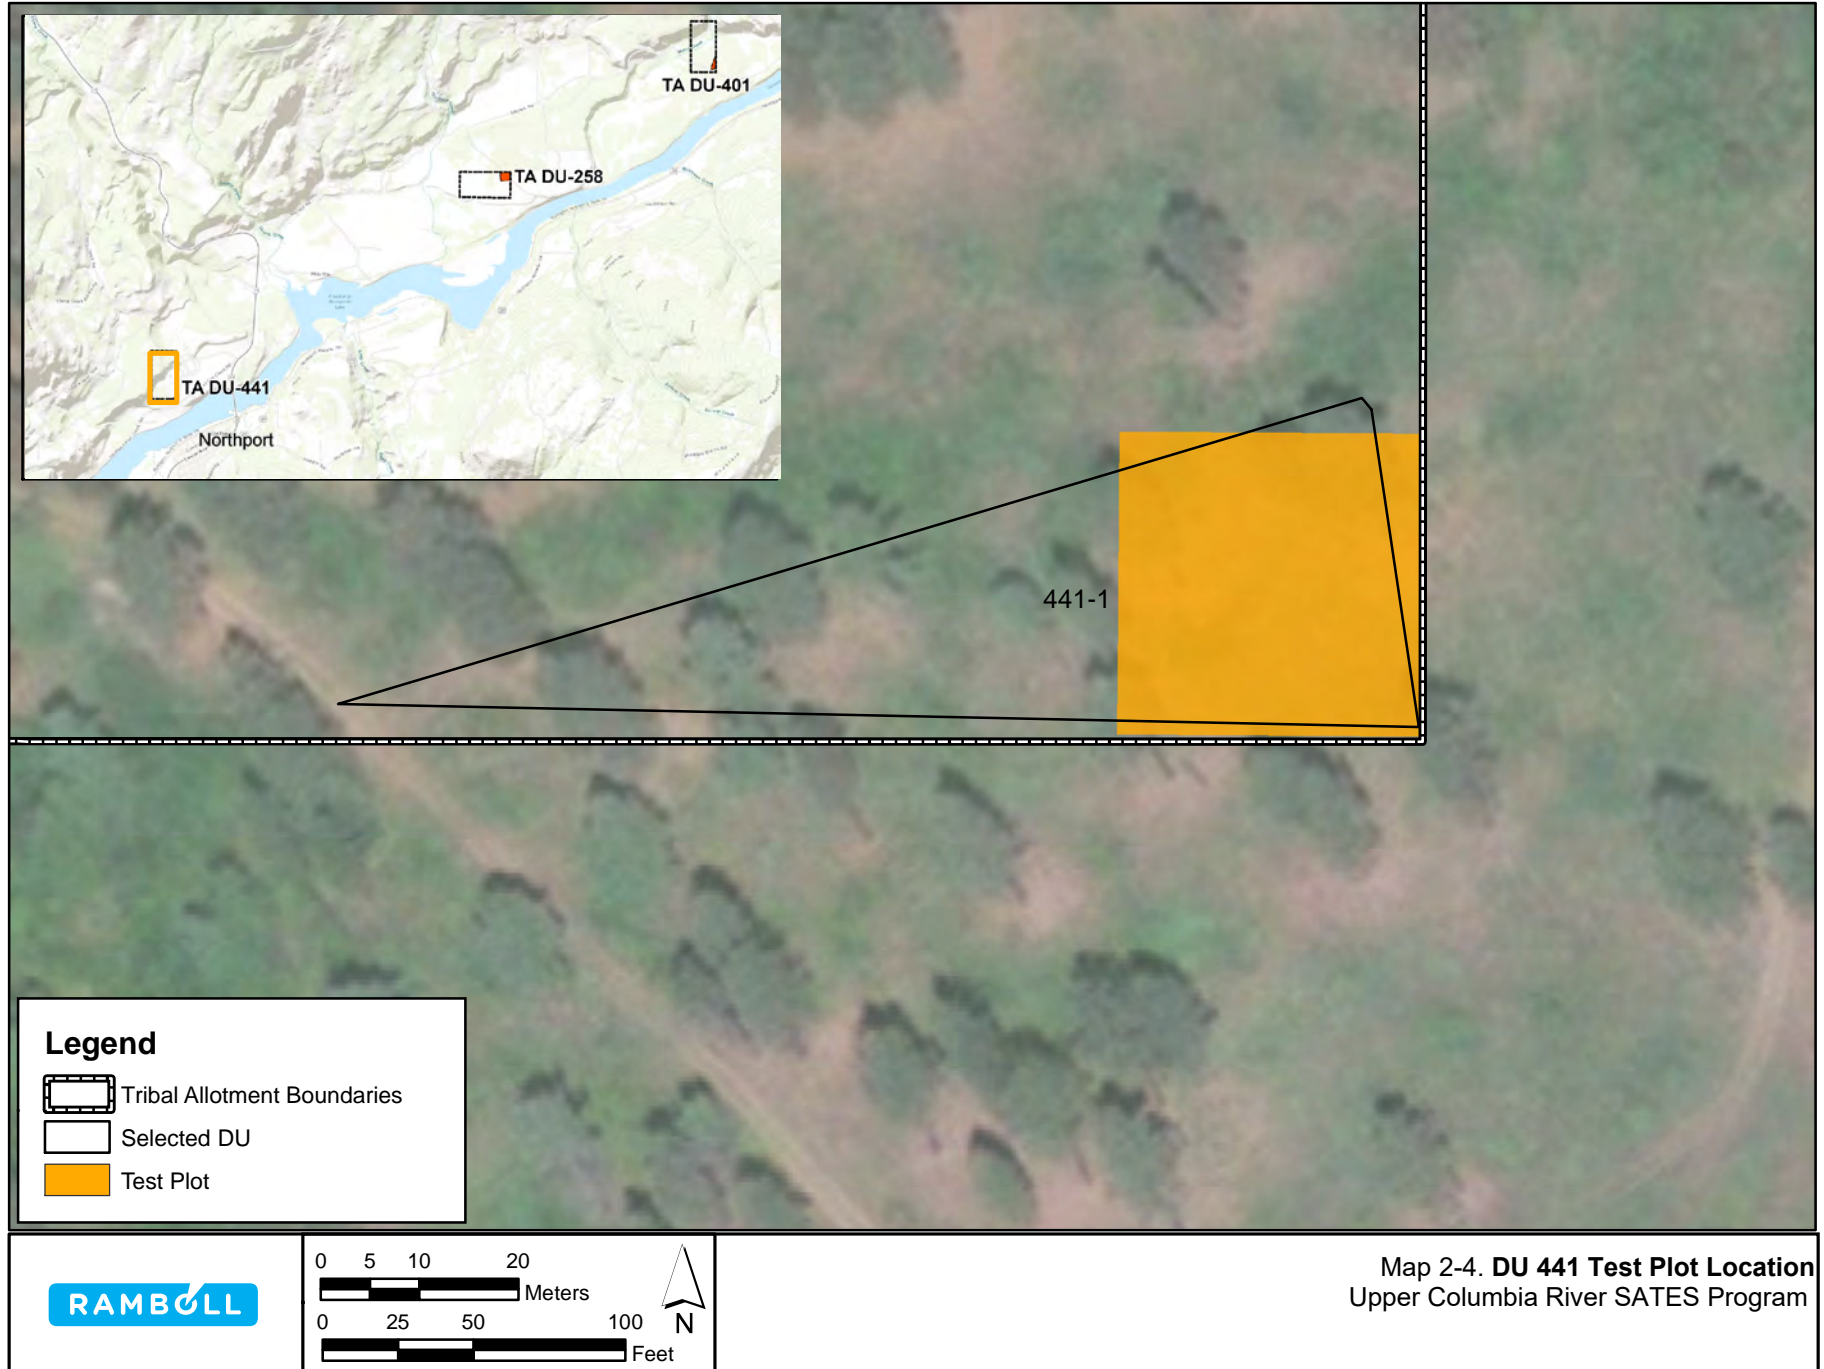 TA DU-401
TA DU-258
TA DU-441
Northport
441-1
Legend
Tribal Allotment Boundaries
Selected DU
Test Plot
RAMBOLL
0 5 10 20
Meters
0 25 50 100
Feet
N
Map 2-4. DU 441 Test Plot Location
Upper Columbia River SATES Program